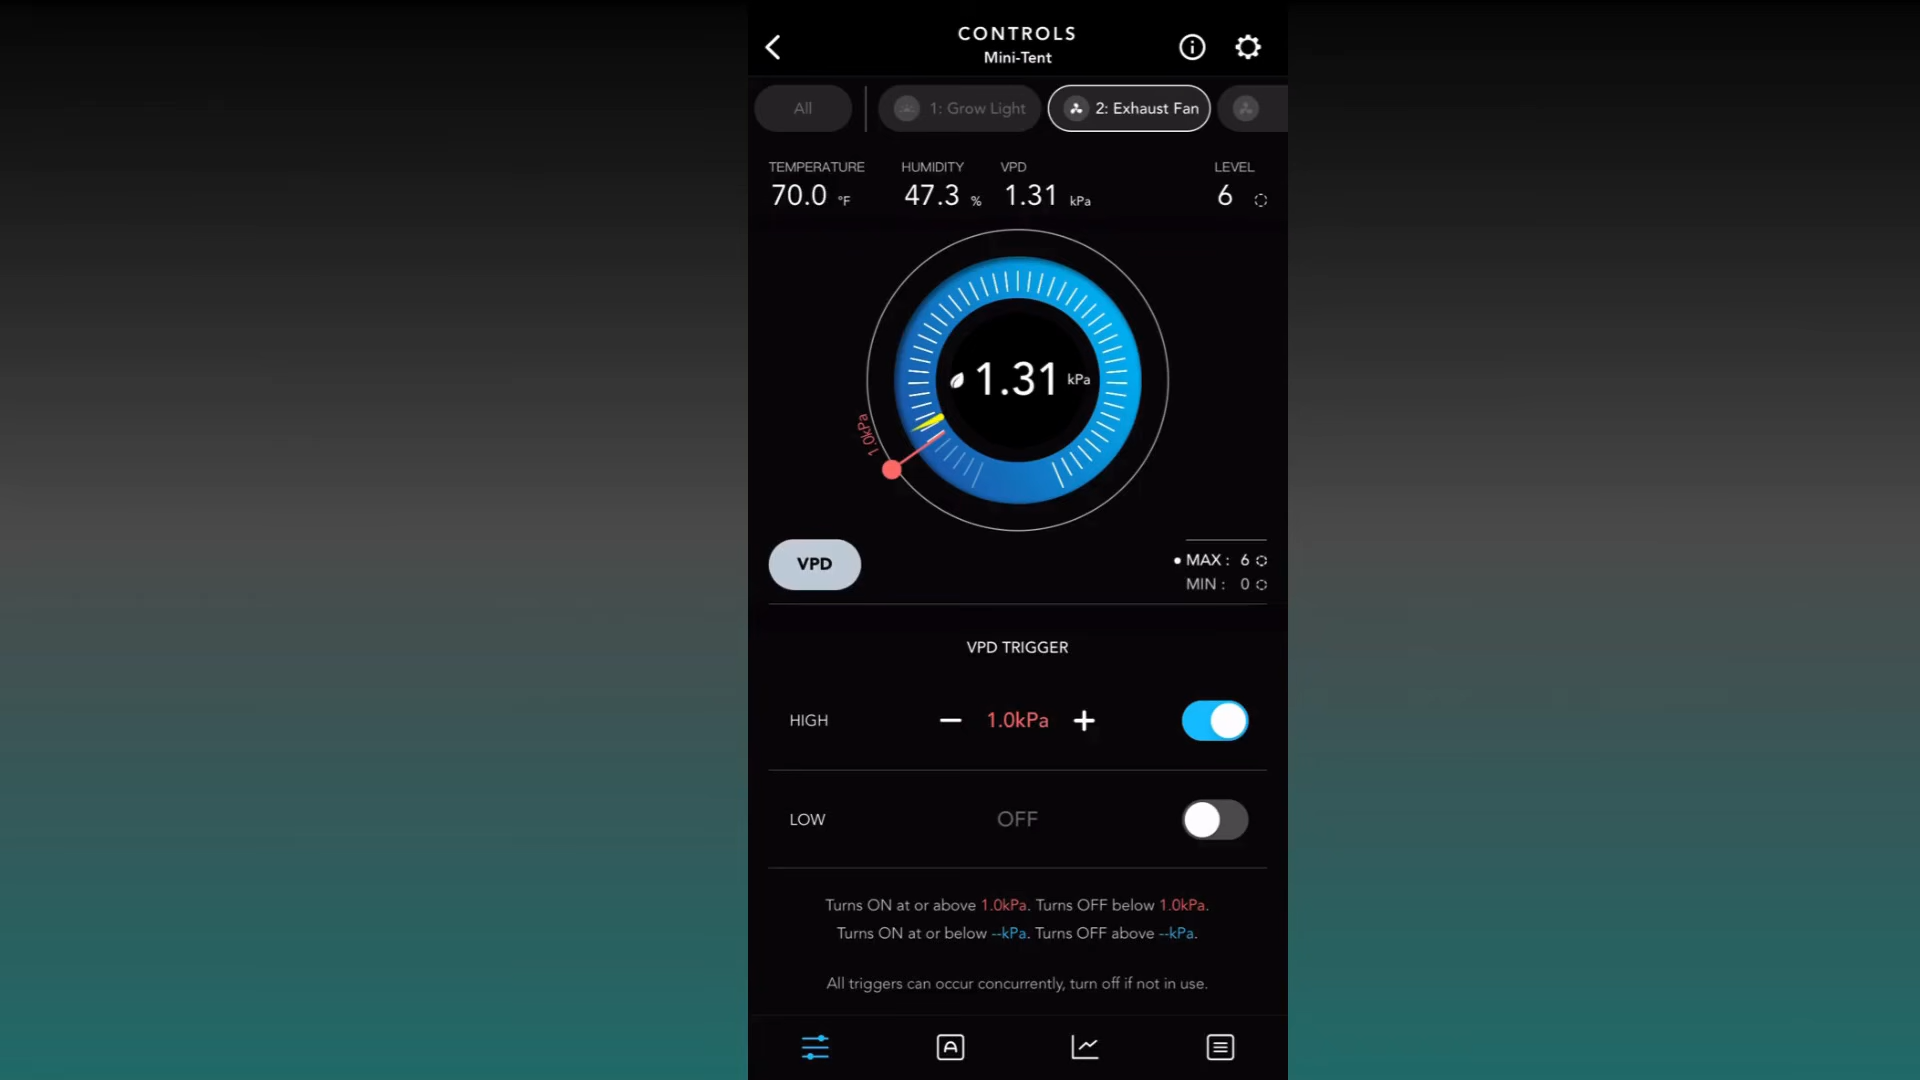 CONTROLS
Mini-Tent
All
1: Grow Light
2: Exhaust Fan
TEMPERATURE HUMIDITY VPD LEVEL
70.0 °F 47.3 % 1.31 kPa 6
1.31 kPa
1.0kPa
VPD
MAX : 6
MIN : 0
VPD TRIGGER
HIGH − 1.0kPa +
LOW OFF
Turns ON at or above 1.0kPa. Turns OFF below 1.0kPa.
Turns ON at or below --kPa. Turns OFF above --kPa.
All triggers can occur concurrently, turn off if not in use.